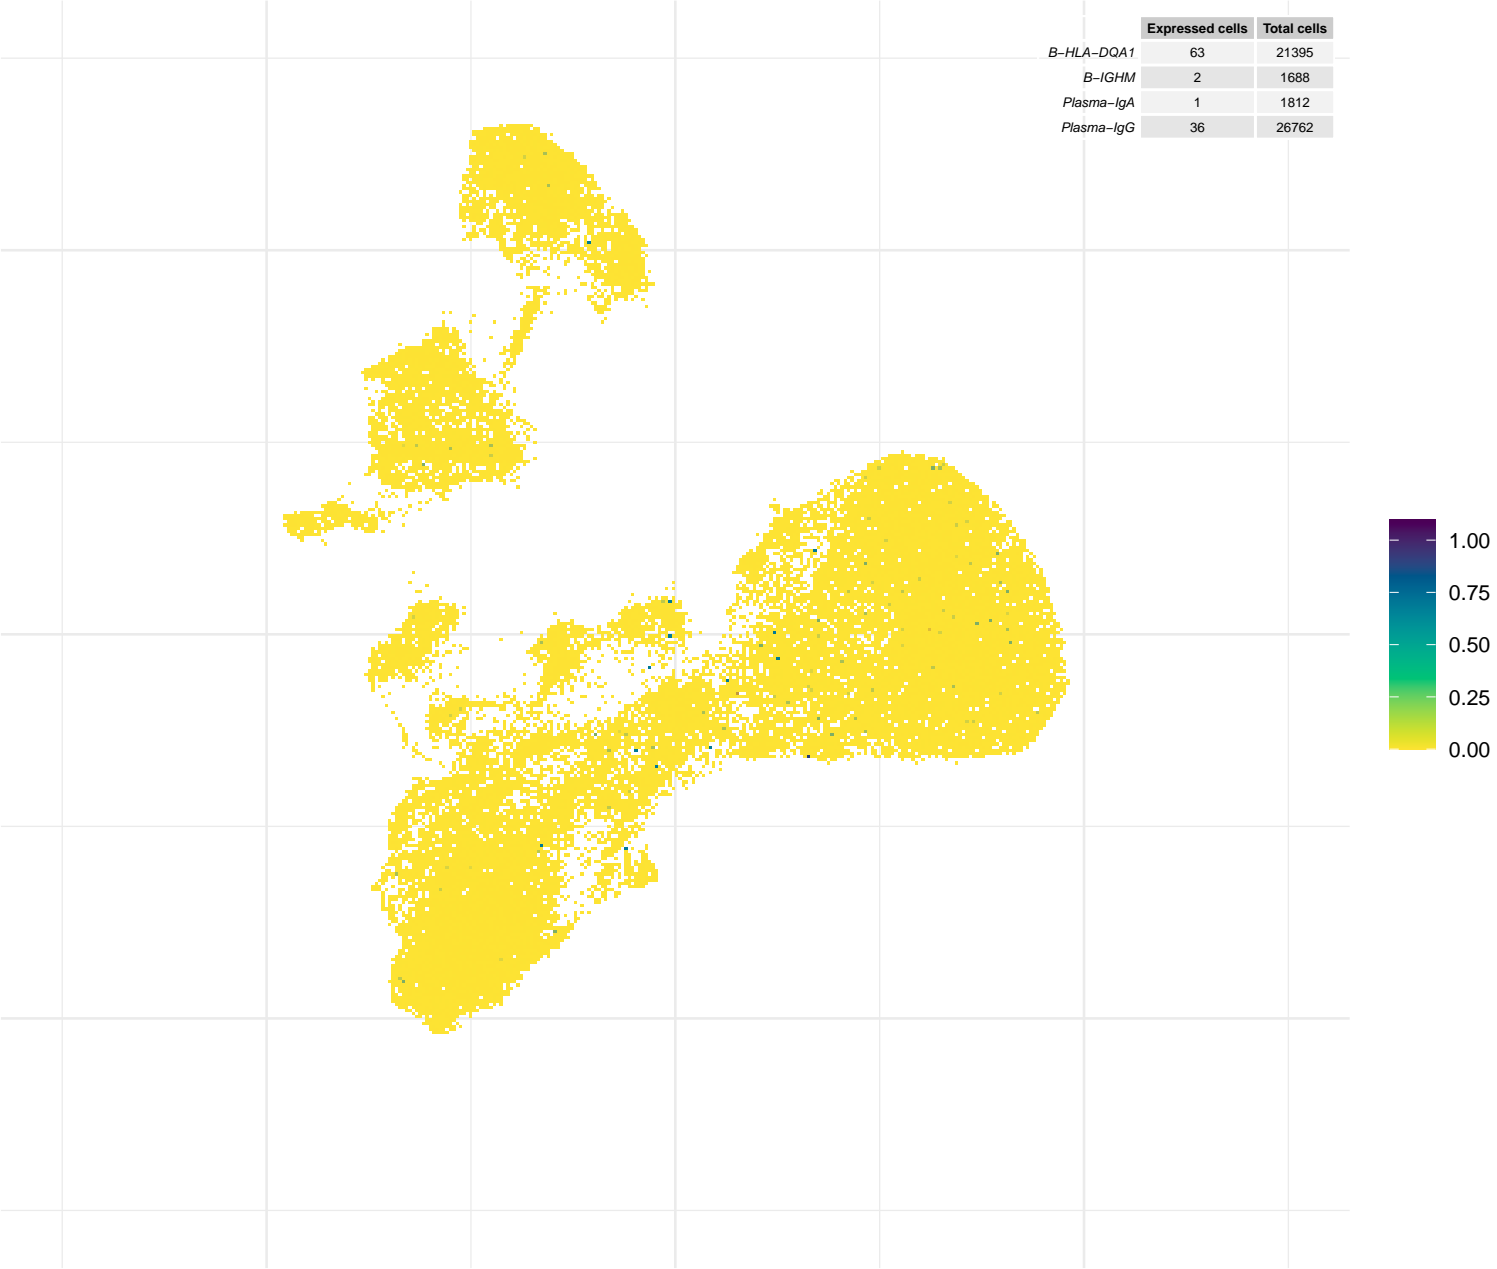 Expressed cells Total cells
B−HLA−DQA1 63 21395
B−IGHM 2 1688
Plasma−IgA 1 1812
Plasma−IgG 36 26762
1.00
0.75
0.50
0.25
0.00